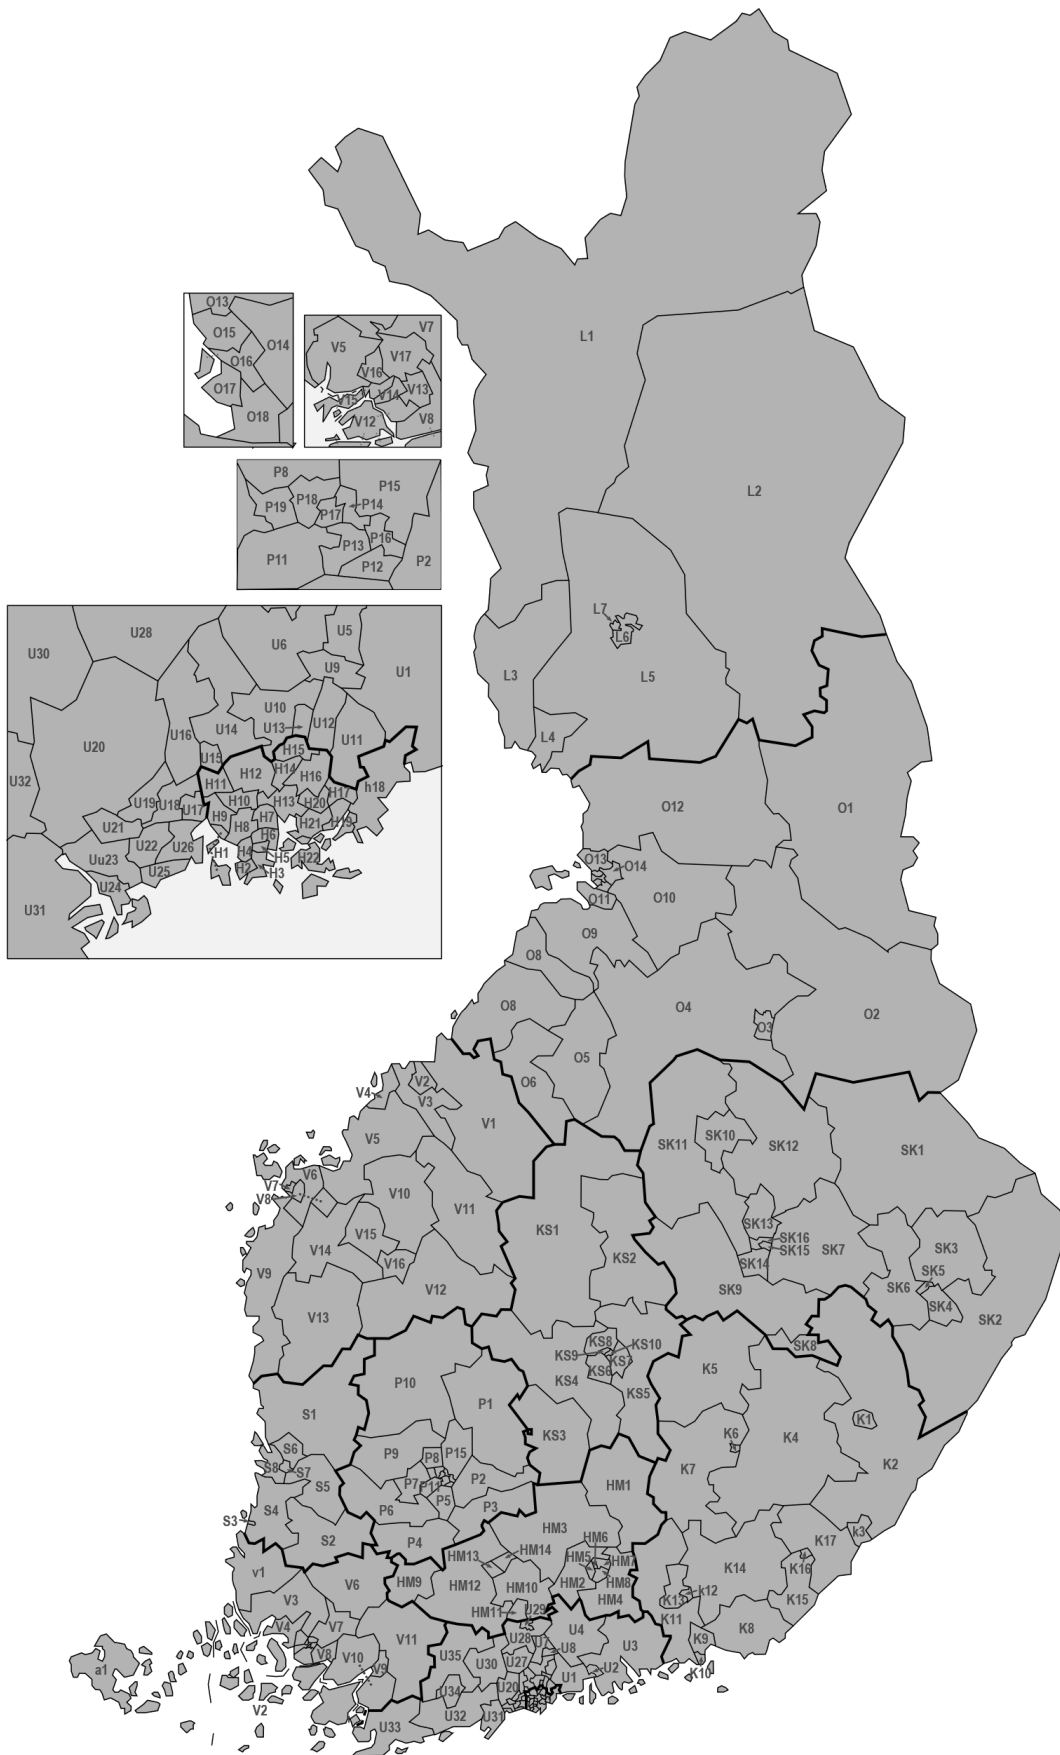 L1
L2
L7
L6
L5
L3
L4
O13
O15
O14
O16
O17
O18
V7
V5
V17
V16
V13
V14
V15
V12
V8
P8
P15
P18
P19
P14
P17
P16
P13
P11
P12
P2
U28
U30
U6
U5
U9
U1
U10
U20
U16
U14
U13
U12
U11
U15
H15
U32
H14
H12
H16
H11
H17
h18
U19
U18
U17
H10
H13
H20
H9
H7
H21
H19
U21
H8
H6
U22
U26
Uu23
H1
H4
H5
H22
U25
H2
H3
U24
U31
O12
O1
O13
O14
O11
O10
O9
O8
O8
O4
O3
O2
O5
O6
V2
V4
V3
V1
V5
V6
V7
V8
V10
V11
V15
V14
V16
V9
V12
V13
SK10
SK11
SK12
SK1
KS1
SK13
SK16
SK15
SK7
SK3
KS2
SK14
SK5
SK9
SK6
SK4
SK2
SK8
KS8
KS10
KS9
KS7
KS6
KS4
KS5
KS3
K5
K1
K6
K4
K2
K7
P10
P1
S1
S6
P9
P8
P15
S8
S7
P7
P11
P2
S5
P5
P6
P3
S4
S3
S2
P4
HM1
HM3
HM6
HM14
HM13
HM5
HM7
HM9
HM12
HM10
HM2
HM8
HM4
HM11
K17
k3
K14
K16
k12
K13
K15
K11
K9
K8
K10
v1
V6
V3
V4
V7
V11
V8
V10
V9
a1
V2
U29
U4
U28
U7
U8
U3
U35
U30
U27
U2
U1
U34
U20
U32
U31
U33